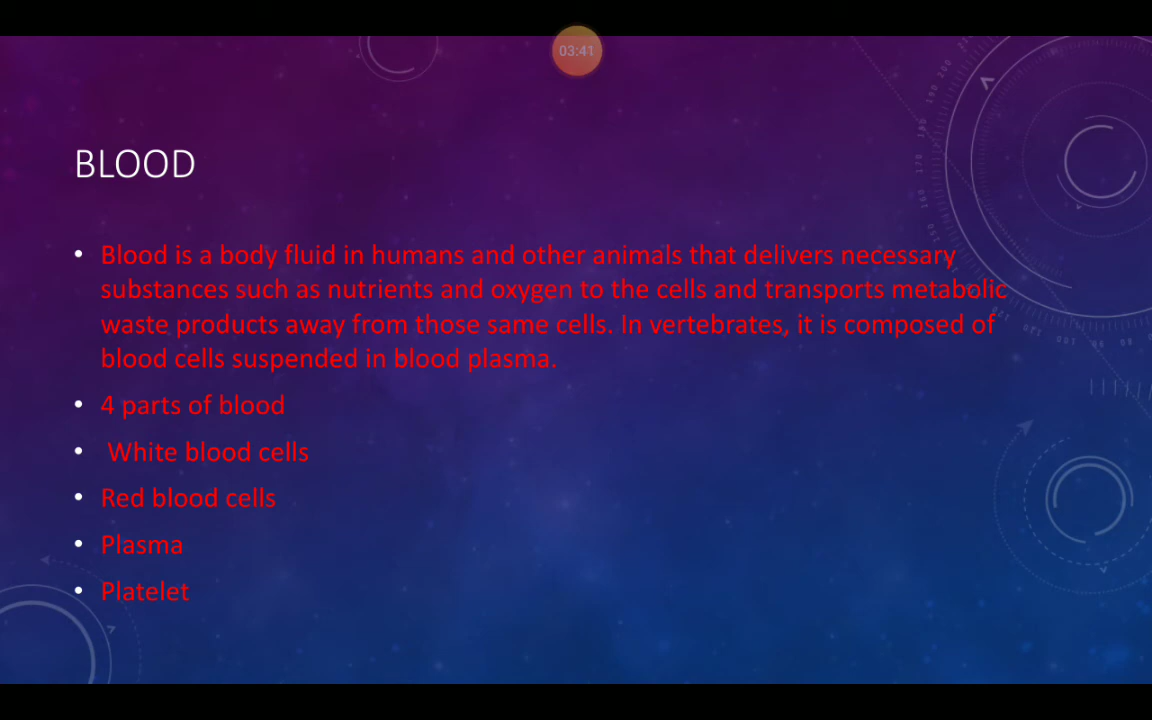 03:41
BLOOD
• Blood is a body fluid in humans and other animals that delivers necessary
substances such as nutrients and oxygen to the cells and transports metabolic
waste products away from those same cells. In vertebrates, it is composed of
blood cells suspended in blood plasma.
• 4 parts of blood
• White blood cells
• Red blood cells
• Plasma
• Platelet